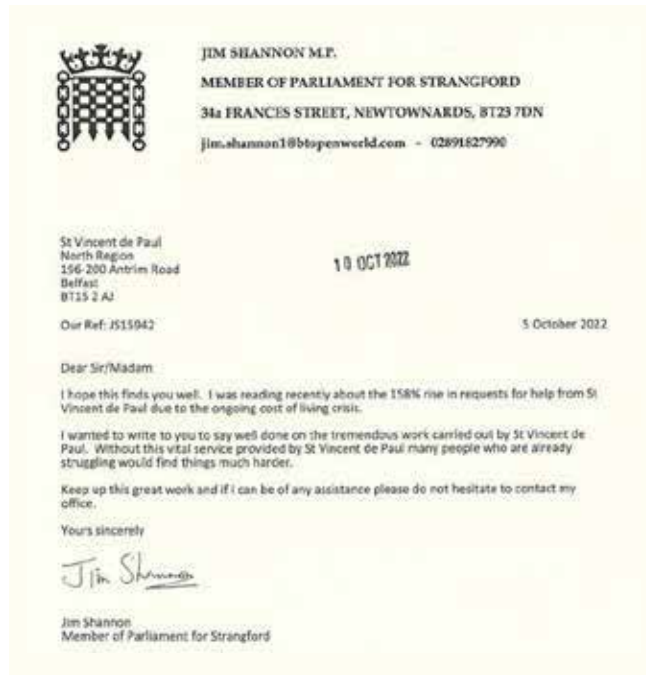 JIM SHANNON M.P.
MEMBER OF PARLIAMENT FOR STRANGFORD
34a FRANCES STREET, NEWTOWNARDS, BT23 7DN
jim.shannon1@btopenworld.com - 02891827990
St Vincent de Paul
North Region
196-200 Antrim Road
Belfast
BT15 2 AJ
10 OCT 2022
Our Ref: JS15942
5 October 2022
Dear Sir/Madam
I hope this finds you well. I was reading recently about the 158% rise in requests for help from St
Vincent de Paul due to the ongoing cost of living crisis.
I wanted to write to you to say well done on the tremendous work carried out by St Vincent de
Paul. Without this vital service provided by St Vincent de Paul many people who are already
struggling would find things much harder.
Keep up this great work and if I can be of any assistance please do not hesitate to contact my
office.
Yours sincerely
Jim Shannon
Jim Shannon
Member of Parliament for Strangford